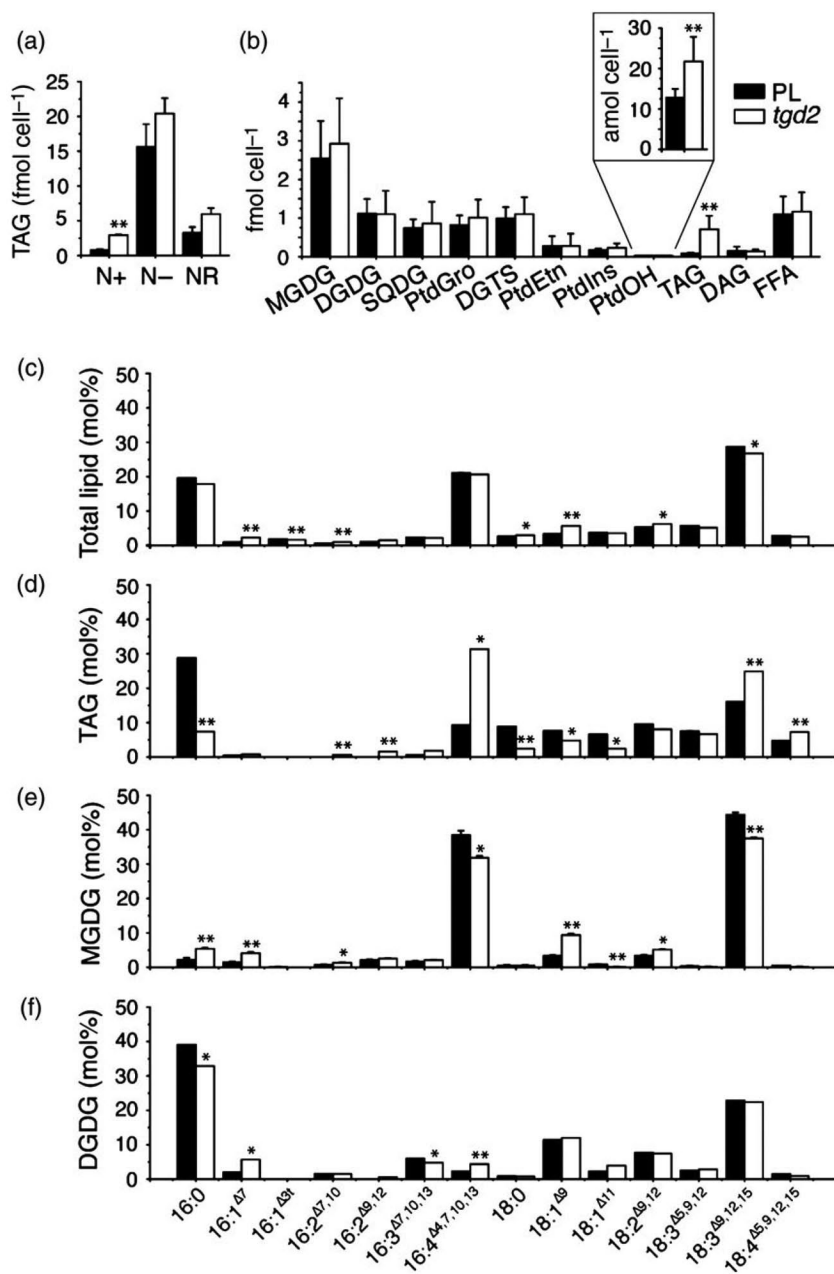 (a)
TAG (fmol cell⁻¹)
25
20
15
10
5
0
**
N+ N− NR
(b)
fmol cell⁻¹
4
3
2
1
0
amol cell⁻¹
30
20
10
0
**
**
PL
tgd2
MGDG DGDG SQDG PtdGro DGTS PtdEtn PtdIns PtdOH TAG DAG FFA
(c)
Total lipid (mol%)
50
40
30
20
10
0
** ** ** * ** * *
(d)
TAG (mol%)
50
40
30
20
10
0
** ** ** * ** * * ** **
(e)
MGDG (mol%)
50
40
30
20
10
0
** ** * * ** ** * **
(f)
DGDG (mol%)
50
40
30
20
10
0
* * * **
16:0 16:1Δ7 16:1Δ3t 16:2Δ7,10 16:2Δ9,12 16:3Δ7,10,13 16:4Δ4,7,10,13 18:0 18:1Δ9 18:1Δ11 18:2Δ9,12 18:3Δ5,9,12 18:3Δ9,12,15 18:4Δ5,9,12,15